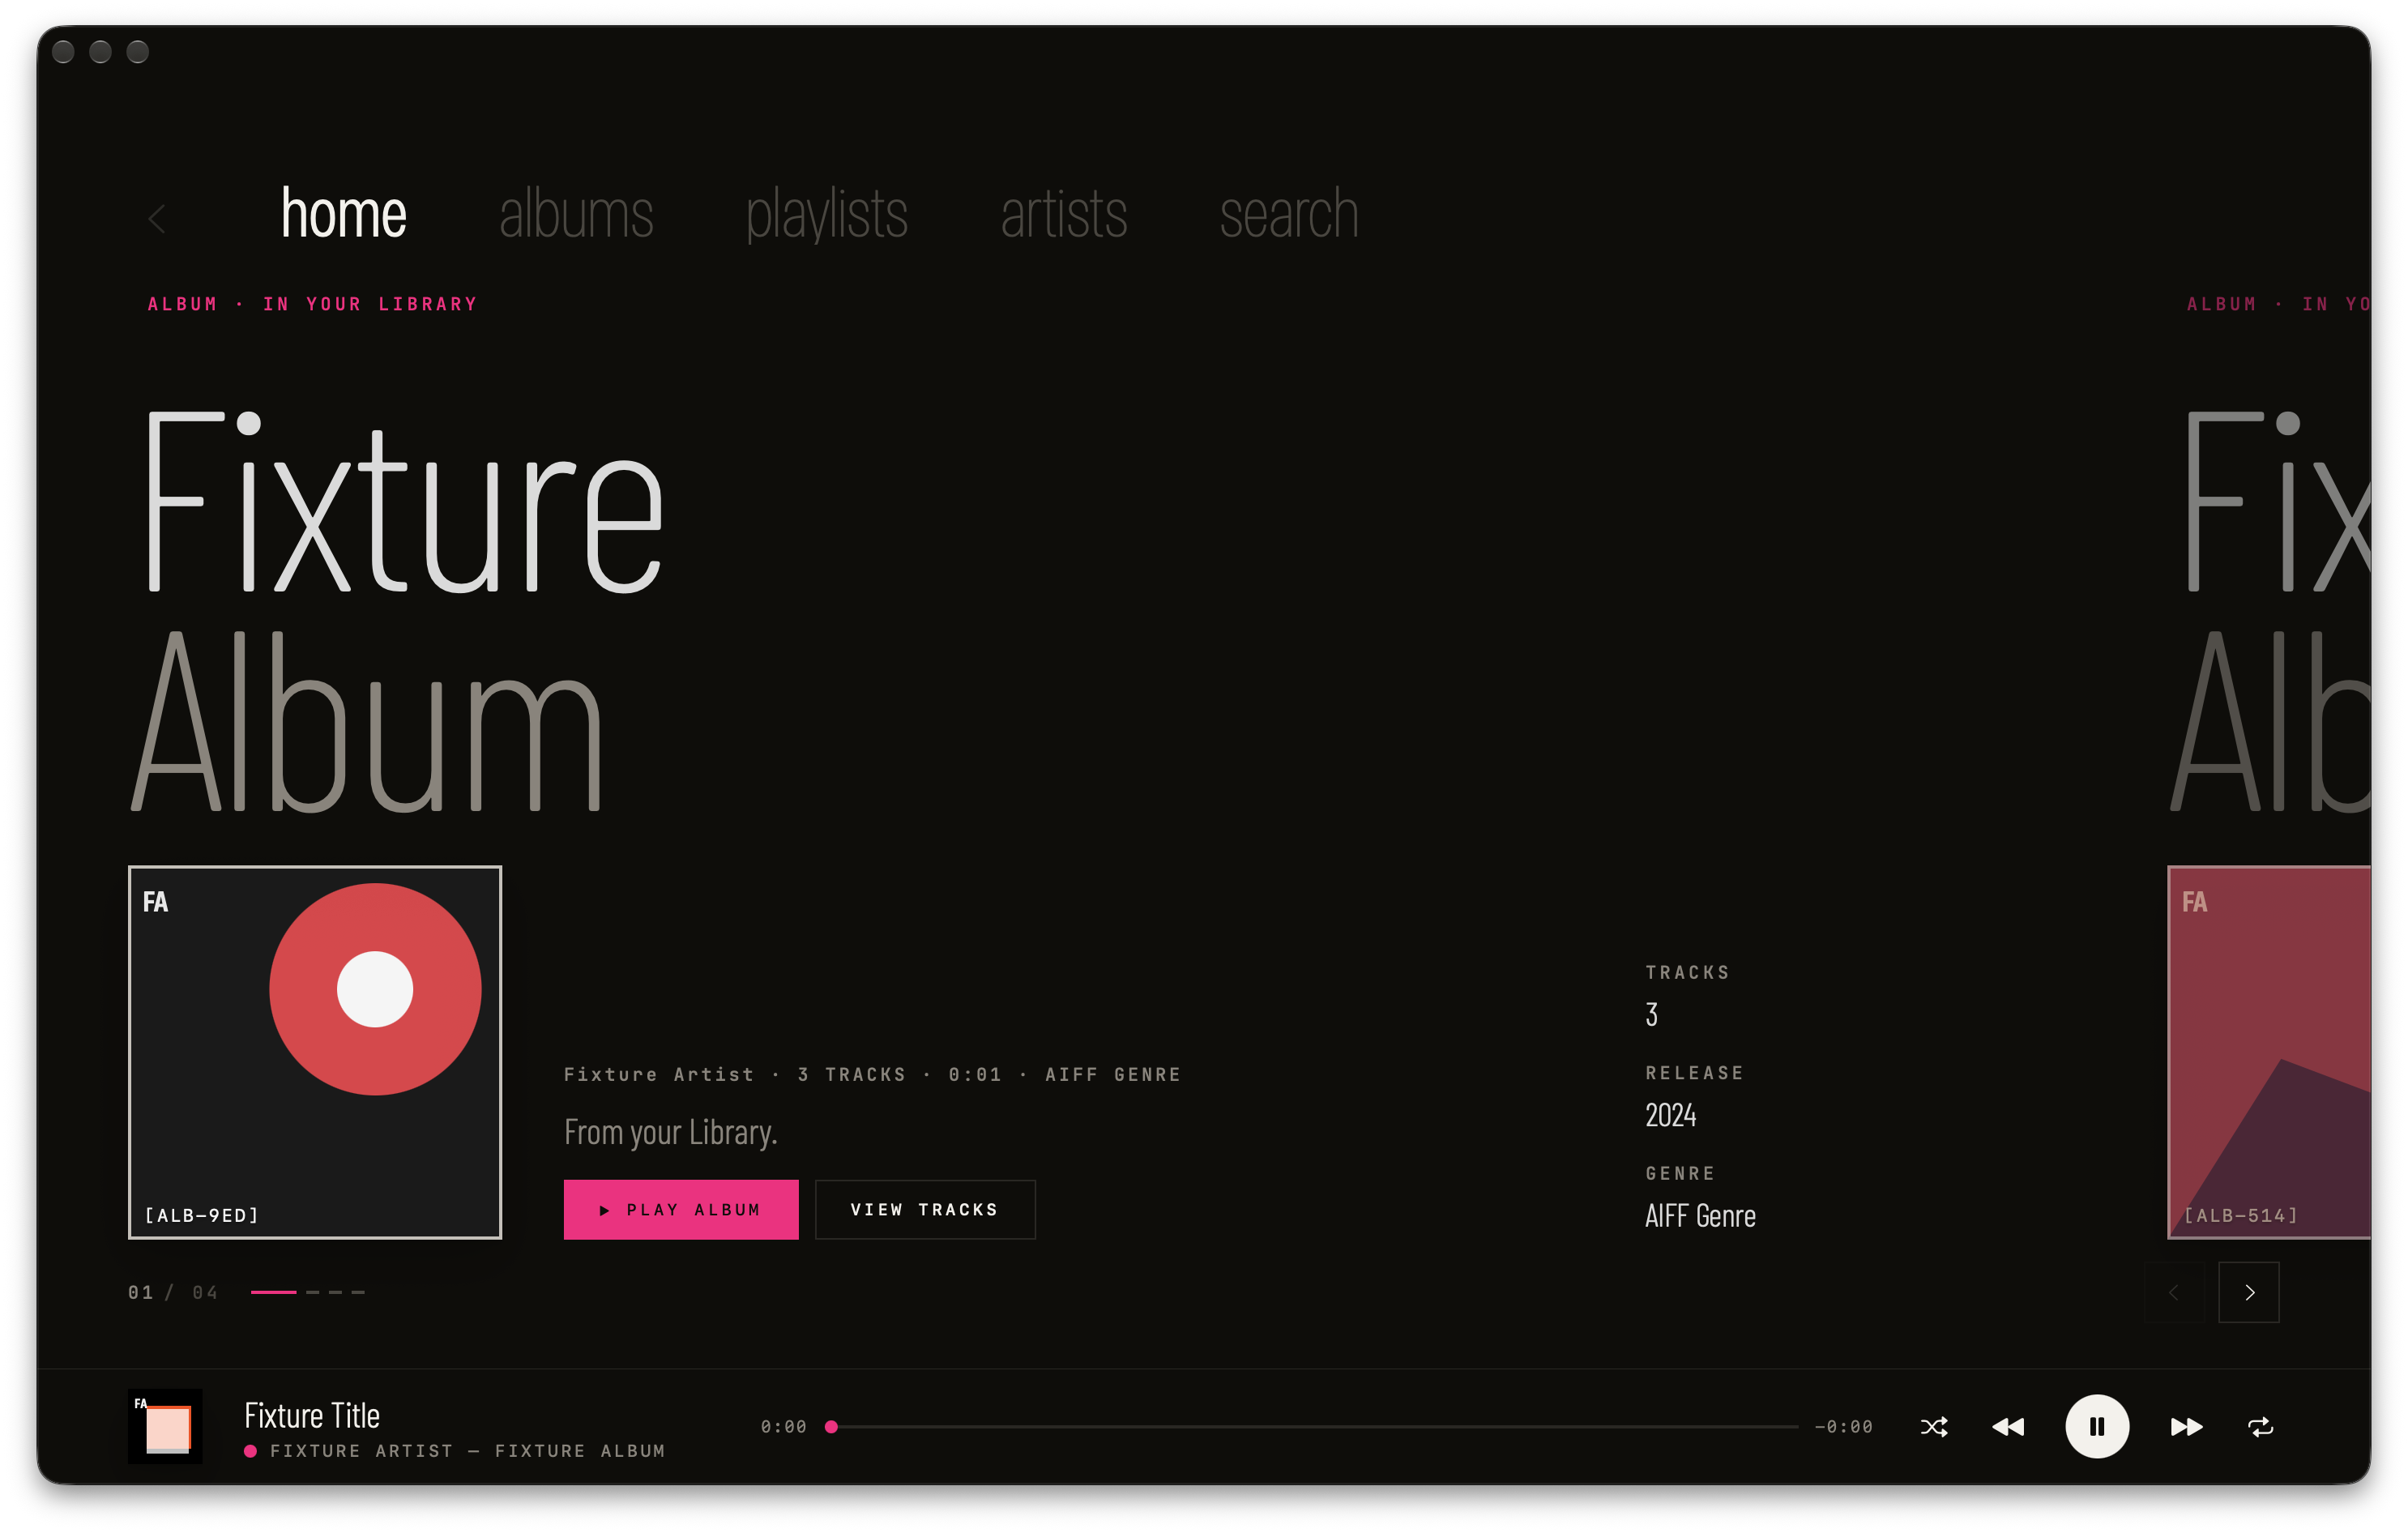 home albums playlists artists search
ALBUM · IN YOUR LIBRARY
ALBUM · IN YO
Fixture
Album
Fix
Alb
FA
[ALB—9ED]
Fixture Artist · 3 TRACKS · 0:01 · AIFF GENRE
From your Library.
▶ PLAY ALBUM
VIEW TRACKS
TRACKS
3
RELEASE
2024
GENRE
AIFF Genre
FA
[ALB—514]
01 / 04
FA
Fixture Title
FIXTURE ARTIST — FIXTURE ALBUM
0:00
—0:00